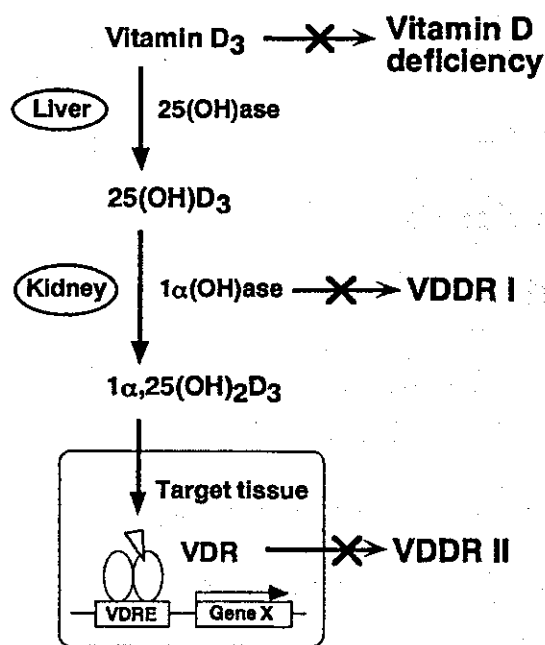 Vitamin D3 Vitamin D
deficiency
Liver 25(OH)ase
25(OH)D3
Kidney 1α(OH)ase VDDR I
1α,25(OH)2D3
Target tissue
VDR VDDR II
VDRE Gene X